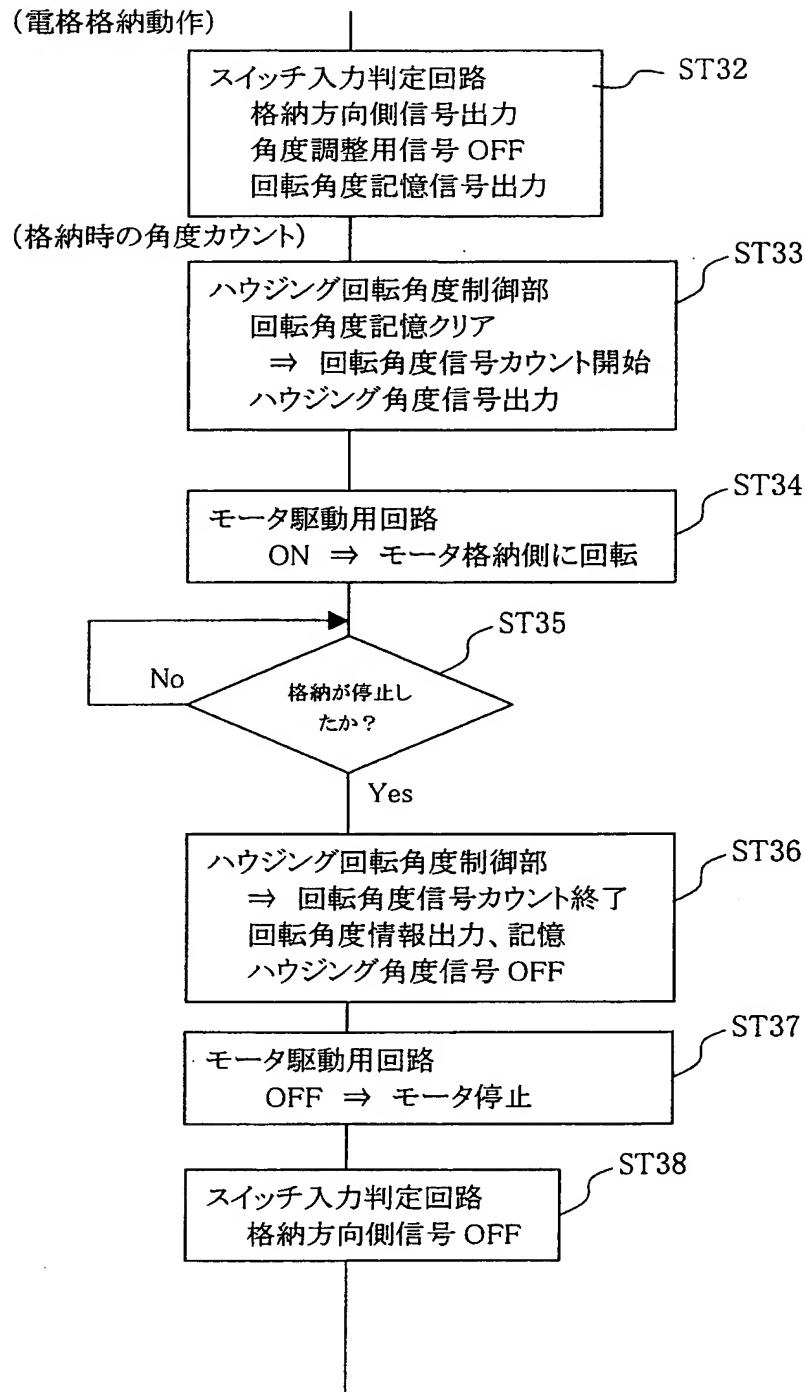 (電格格納動作)
スイッチ入力判定回路
格納方向側信号出力
角度調整用信号 OFF
回転角度記憶信号出力
ST32
(格納時の角度カウント)
ST33
ハウジング回転角度制御部
回転角度記憶クリア
⇒ 回転角度信号カウント開始
ハウジング角度信号出力
ST34
モータ駆動用回路
ON ⇒ モータ格納側に回転
ST35
格納が停止し
たか?
No
Yes
ST36
ハウジング回転角度制御部
⇒ 回転角度信号カウント終了
回転角度情報出力、記憶
ハウジング角度信号 OFF
ST37
モータ駆動用回路
OFF ⇒ モータ停止
ST38
スイッチ入力判定回路
格納方向側信号 OFF